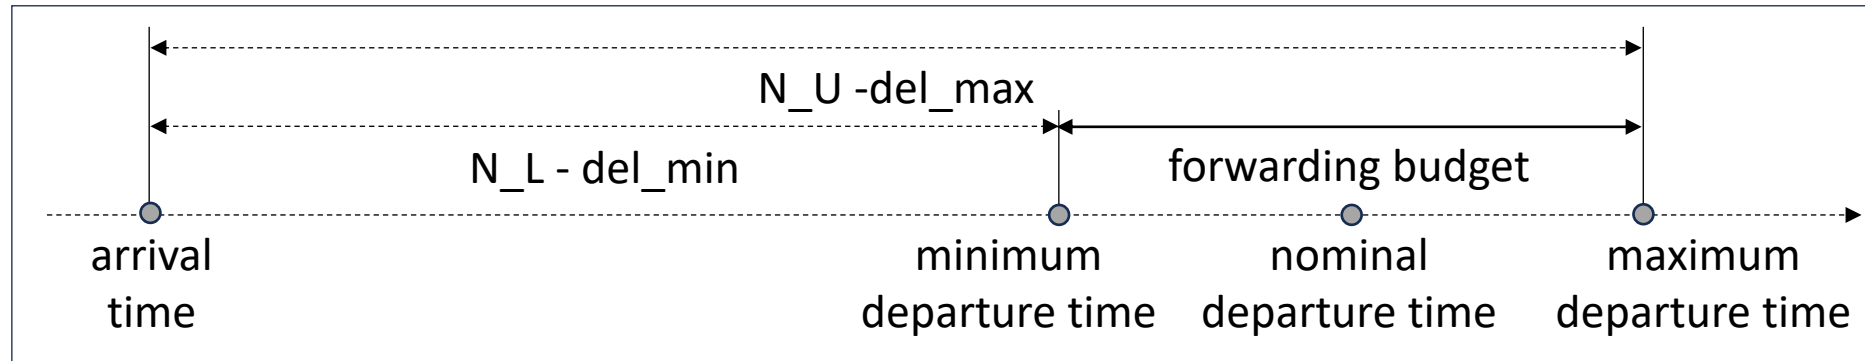 N_U -del_max
N_L - del_min
forwarding budget
arrival
time
minimum
departure time
nominal
departure time
maximum
departure time